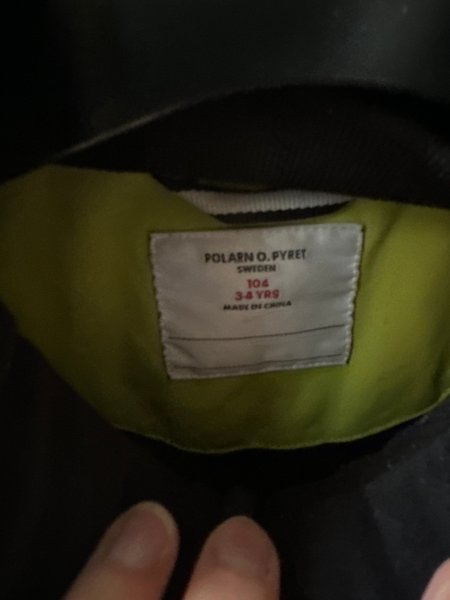 POLARN O. PYRET
SWEDEN
104
3-4 YRS
MADE IN CHINA